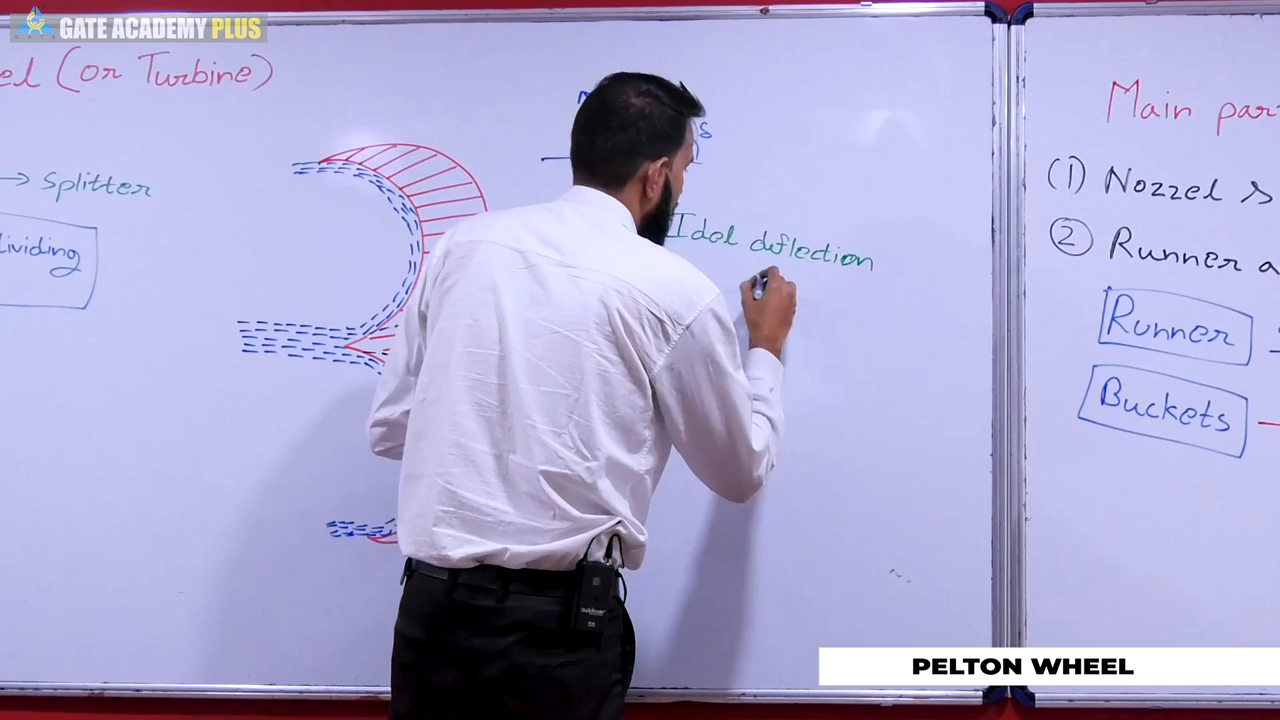 GATE ACADEMY PLUS
el (or Turbine)
→ Splitter
ividing
Idel diflection
Main par
(1) Nozzel s
(2) Runner a
Runner
Buckets
PELTON WHEEL